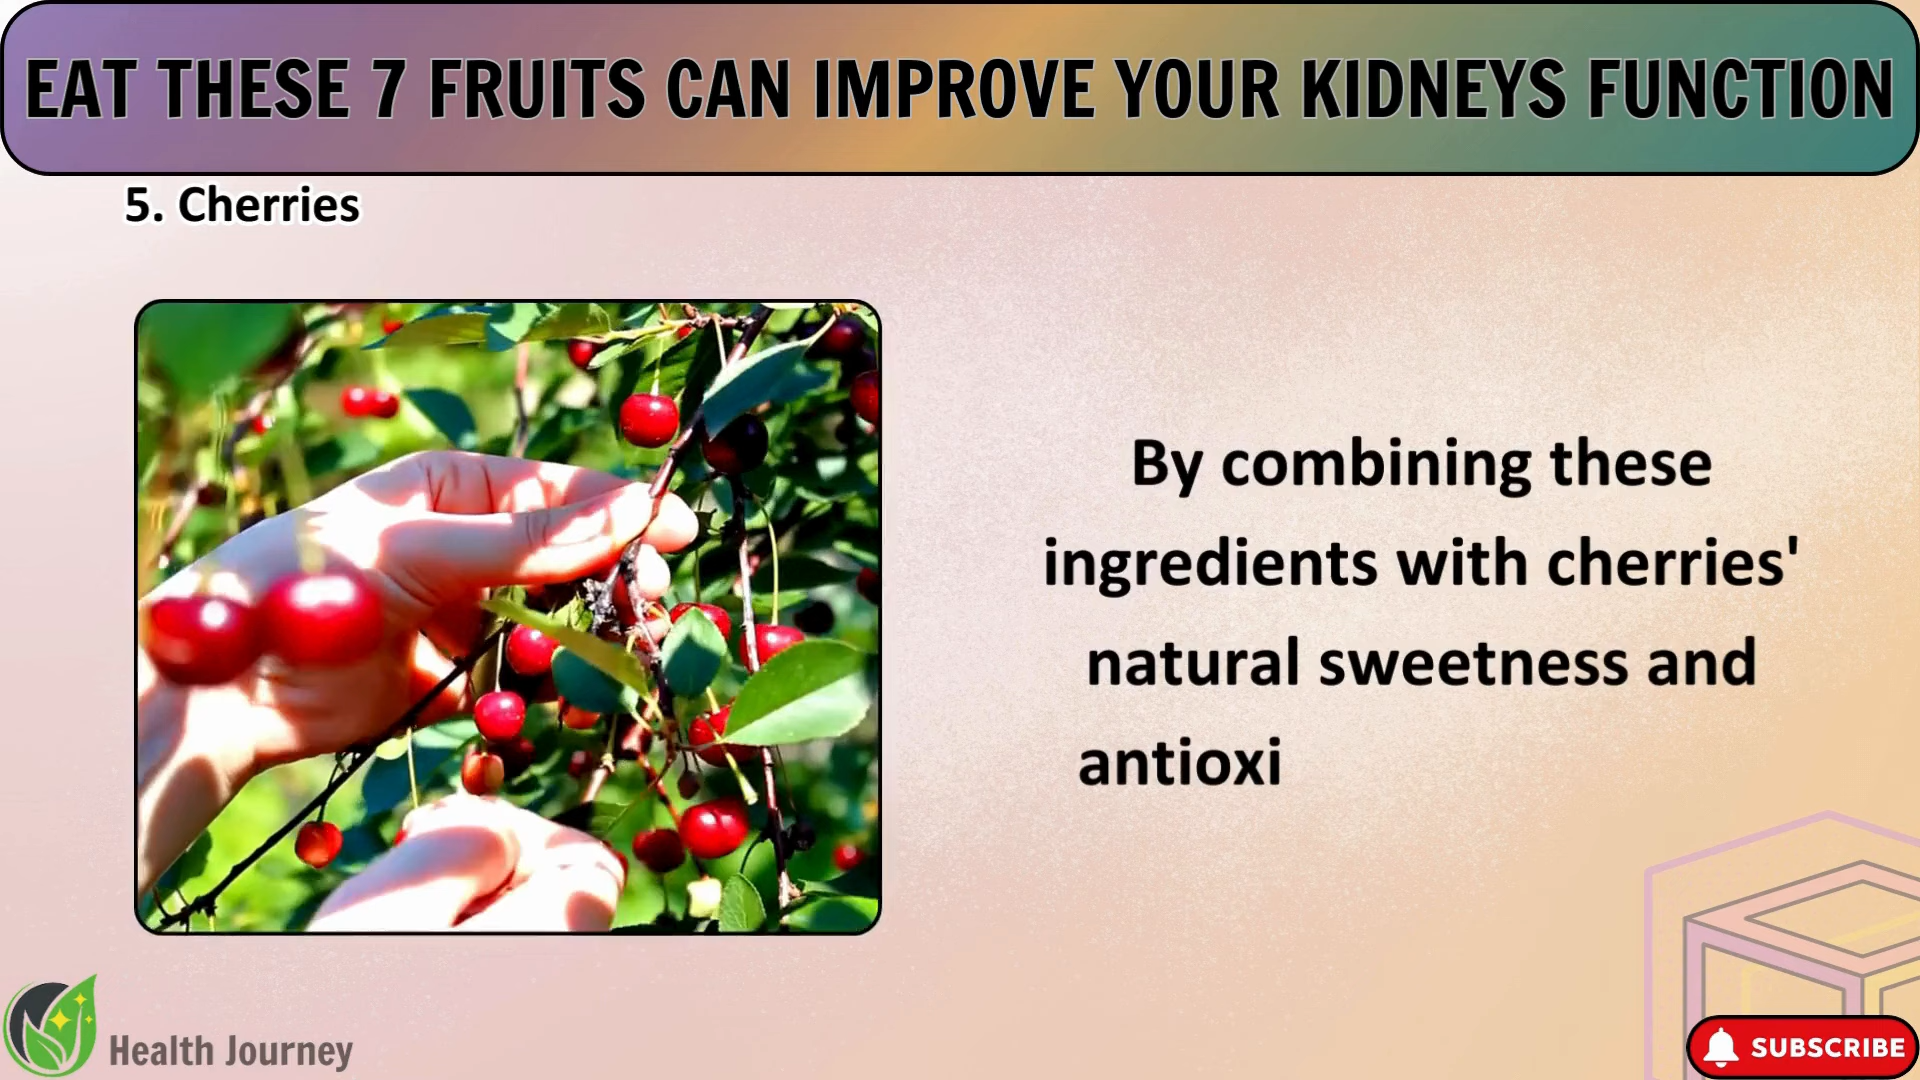 EAT THESE 7 FRUITS CAN IMPROVE YOUR KIDNEYS FUNCTION
5. Cherries
By combining these
ingredients with cherries'
natural sweetness and
antioxi
Health Journey
SUBSCRIBE